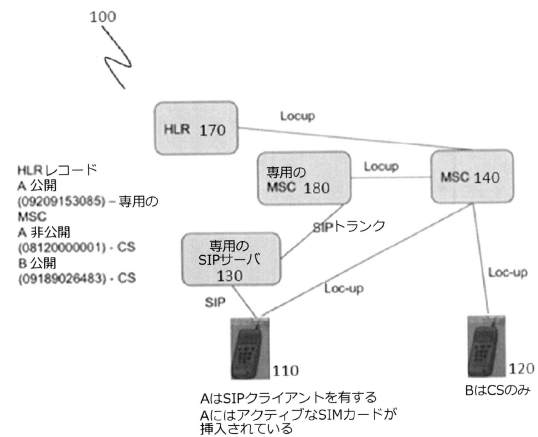 100
HLR 170
Locup
HLRレコード
A 公開
(09209153085) – 専用の
MSC
A 非公開
(08120000001) - CS
B 公開
(09189026483) - CS
専用の
MSC 180
Locup
MSC 140
SIPトランク
専用の
SIPサーバ
130
SIP
Loc-up
Loc-up
110
120
AはSIPクライアントを有する
AにはアクティブなSIMカードが
挿入されている
BはCSのみ